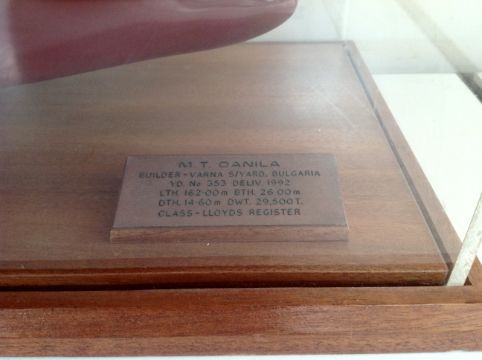 M.T. DANILA
BUILDER - VARNA S/YARD, BULGARIA
YD. No 353 DELIV. 1992
LTH. 162·00m BTH. 26.00m
DTH. 14·60m DWT. 29,500T.
CLASS - LLOYDS REGISTER